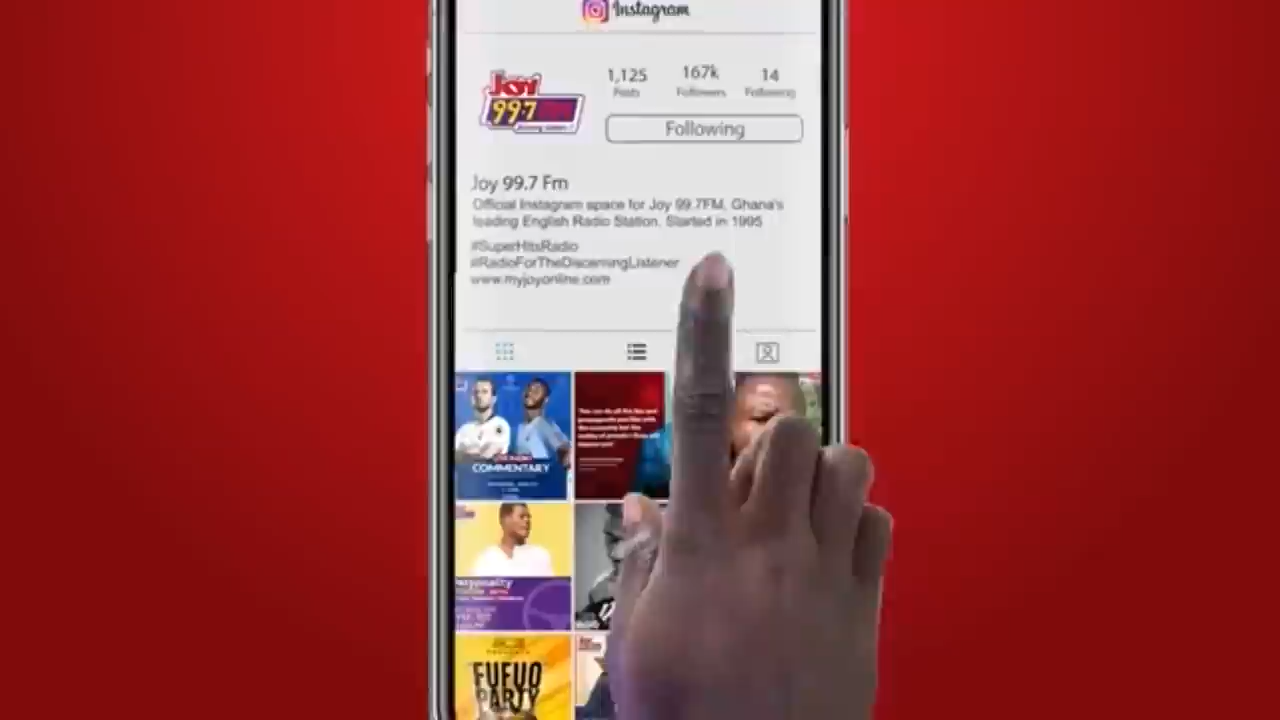 Instagram
JOY
99.7 FM
1,125
167k
14
Posts
Followers
Following
Following
Joy 99.7 Fm
Official Instagram space for Joy 99.7FM, Ghana's
leading English Radio Station. Started in 1995
#SuperHitsRadio
#RadioForTheDiscerningListener
www.myjoyonline.com
COMMENTARY
Personality
FUFUO
PARTY